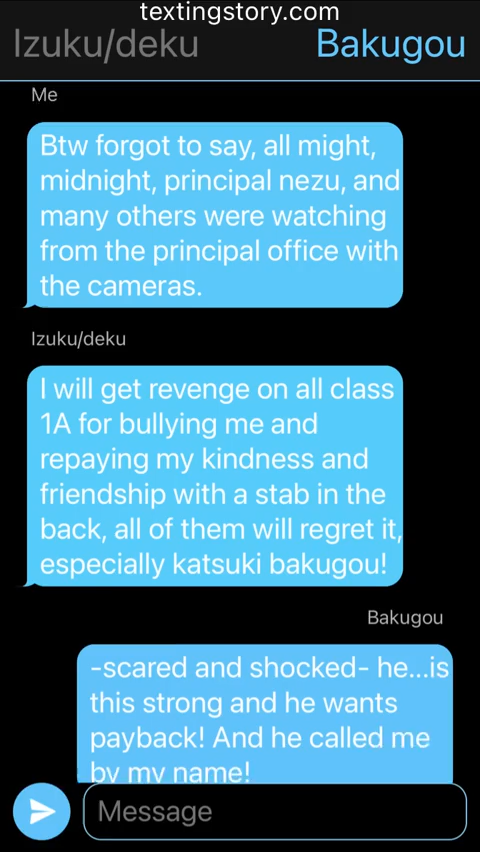 textingstory.com
Izuku/deku Bakugou
Me
Btw forgot to say, all might,
midnight, principal nezu, and
many others were watching
from the principal office with
the cameras.
Izuku/deku
I will get revenge on all class
1A for bullying me and
repaying my kindness and
friendship with a stab in the
back, all of them will regret it,
especially katsuki bakugou!
Bakugou
-scared and shocked- he...is
this strong and he wants
payback! And he called me
by my name!
Message